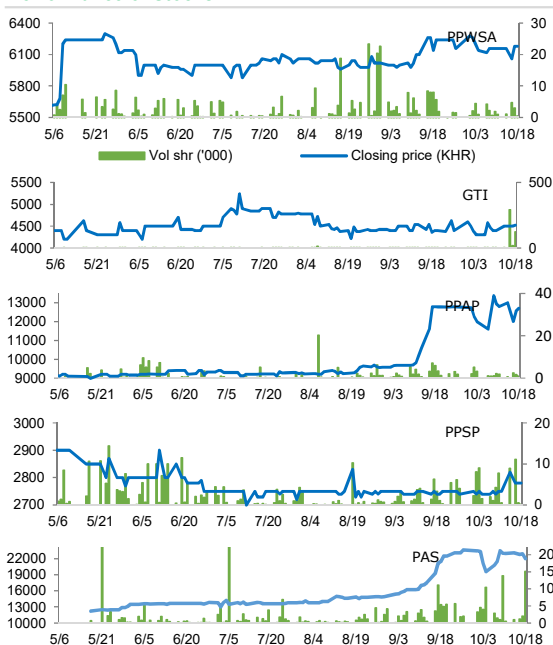 6400 PPWSA 30
6100 20
5800 10
5500 0
5/6 5/21 6/5 6/20 7/5 7/20 8/4 8/19 9/3 9/18 10/3 10/18
Vol shr ('000) Closing price (KHR)
5500 500
5000 GTI
4500
4000 0
5/6 5/21 6/5 6/20 7/5 7/20 8/4 8/19 9/3 9/18 10/3 10/18
13000 PPAP 40
12000
11000 20
10000
9000 0
5/6 5/21 6/5 6/20 7/5 7/20 8/4 8/19 9/3 9/18 10/3 10/18
3000 20
2900 PPSP
2800 10
2700 0
5/6 5/21 6/5 6/20 7/5 7/20 8/4 8/19 9/3 9/18 10/3 10/18
22000 PAS 20
19000 15
16000 10
13000 5
10000 0
5/6 5/21 6/5 6/20 7/5 7/20 8/4 8/19 9/3 9/18 10/3 10/18